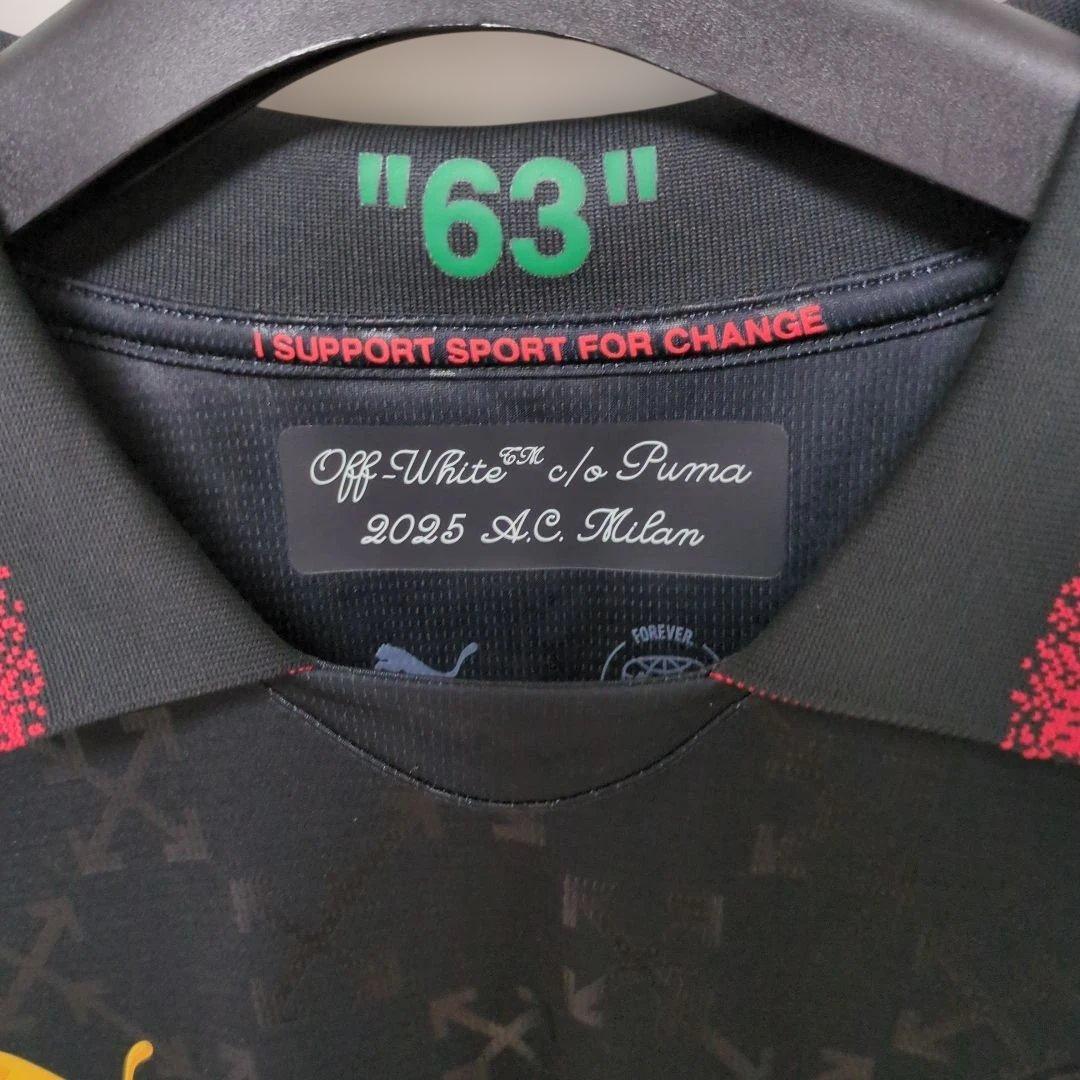 "63"
I SUPPORT SPORT FOR CHANGE
Off-White™ c/o Puma
2025 A.C. Milan
FOREVER.